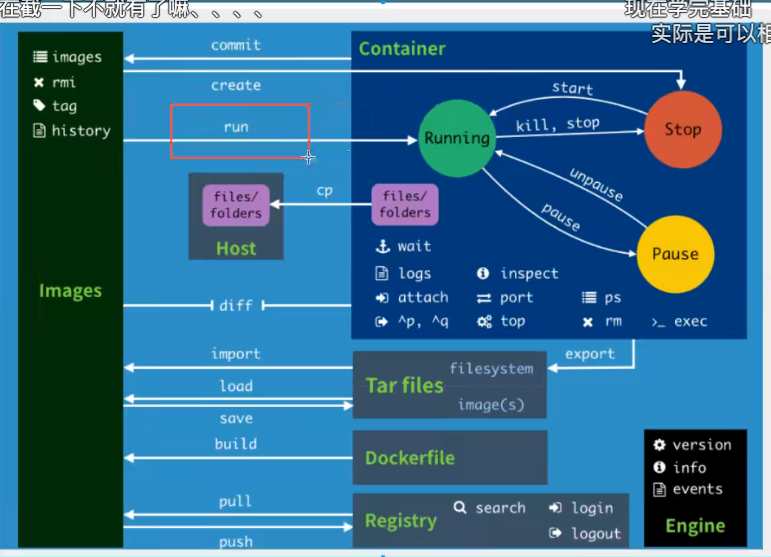 在截一下不就有了嘛、、、、
现在学完基础
实际是可以相
images
rmi
tag
history
Images
commit
create
run
Container
Running
start
kill, stop
Stop
unpause
pause
Pause
files/
folders
Host
cp
files/
folders
wait
logs
inspect
attach
port
ps
^p, ^q
top
rm
>_ exec
diff
import
export
load
save
Tar files
filesystem
image(s)
build
Dockerfile
pull
push
Registry
search
login
logout
version
info
events
Engine